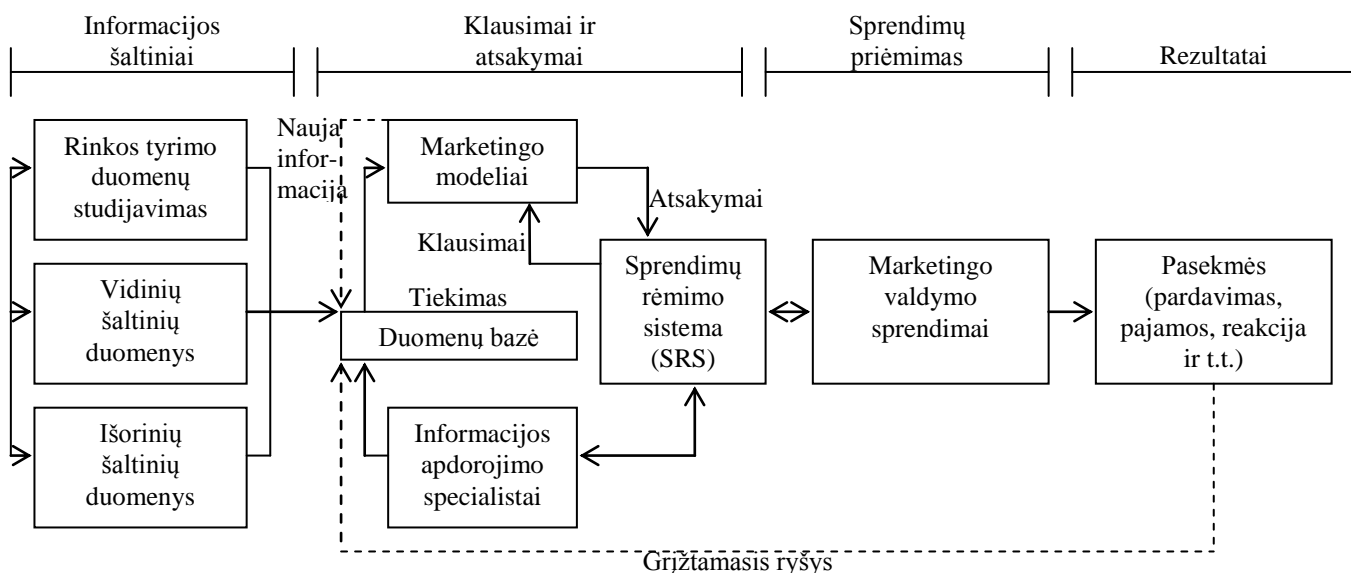 Informacijos
šaltiniai
Klausimai ir
atsakymai
Sprendimų
priėmimas
Rezultatai
Rinkos tyrimo
duomenų
studijavimas
Nauja
infor-
macija
Marketingo
modeliai
Atsakymai
Klausimai
Vidinių
šaltinių
duomenys
Tiekimas
Duomenų bazė
Sprendimų
rėmimo
sistema
(SRS)
Marketingo
valdymo
sprendimai
Pasekmės
(pardavimas,
pajamos, reakcija
ir t.t.)
Išorinių
šaltinių
duomenys
Informacijos
apdorojimo
specialistai
Grįžtamasis ryšys